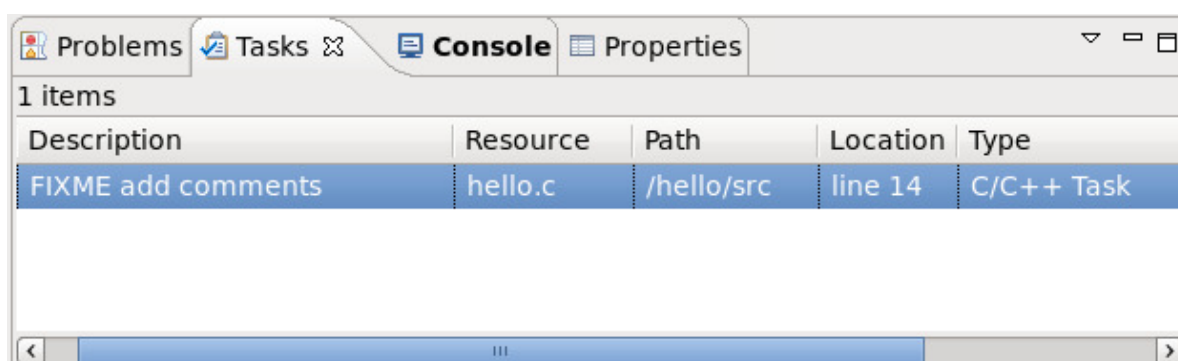 Problems Tasks Console Properties
1 items
Description Resource Path Location Type
FIXME add comments hello.c /hello/src line 14 C/C++ Task